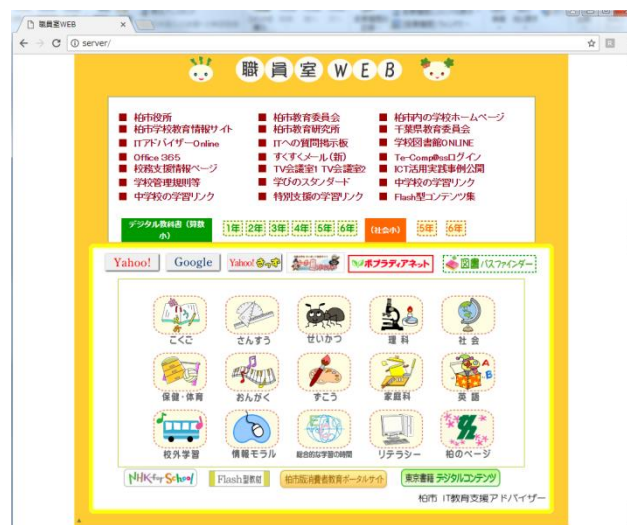 職員室WEB
server/
職員室WEB
柏市役所 柏市教育委員会 柏市内の学校ホームページ
柏市学校教育情報サイト 柏市教育研究所 千葉県教育委員会
ITアドバイザーOnline ITへの質問掲示板 学校図書館ONLINE
Office 365 すくすくメール(新) Te-Comp@ssログイン
校務支援情報ページ TV会議室1 TV会議室2 ICT活用実践事例公開
学校管理規則等 学びのスタンダード 中学校の学習リンク
中学校の学習リンク 特別支援の学習リンク Flash型コンテンツ集
デジタル教科書(算数小) 1年 2年 3年 4年 5年 6年 (社会小) 5年 6年
Yahoo! Google Yahoo!きっず ポプラディアネット 図書パスファインダー
こくご さんすう せいかつ 理科 社会
保健・体育 おんがく ずこう 家庭科 英語
校外学習 情報モラル 総合的な学習の時間 リテラシー 柏のページ
NHK for School Flash型教材 柏市版消費者教育ポータルサイト 東京書籍 デジタルコンテンツ
柏市 IT教育支援アドバイザー